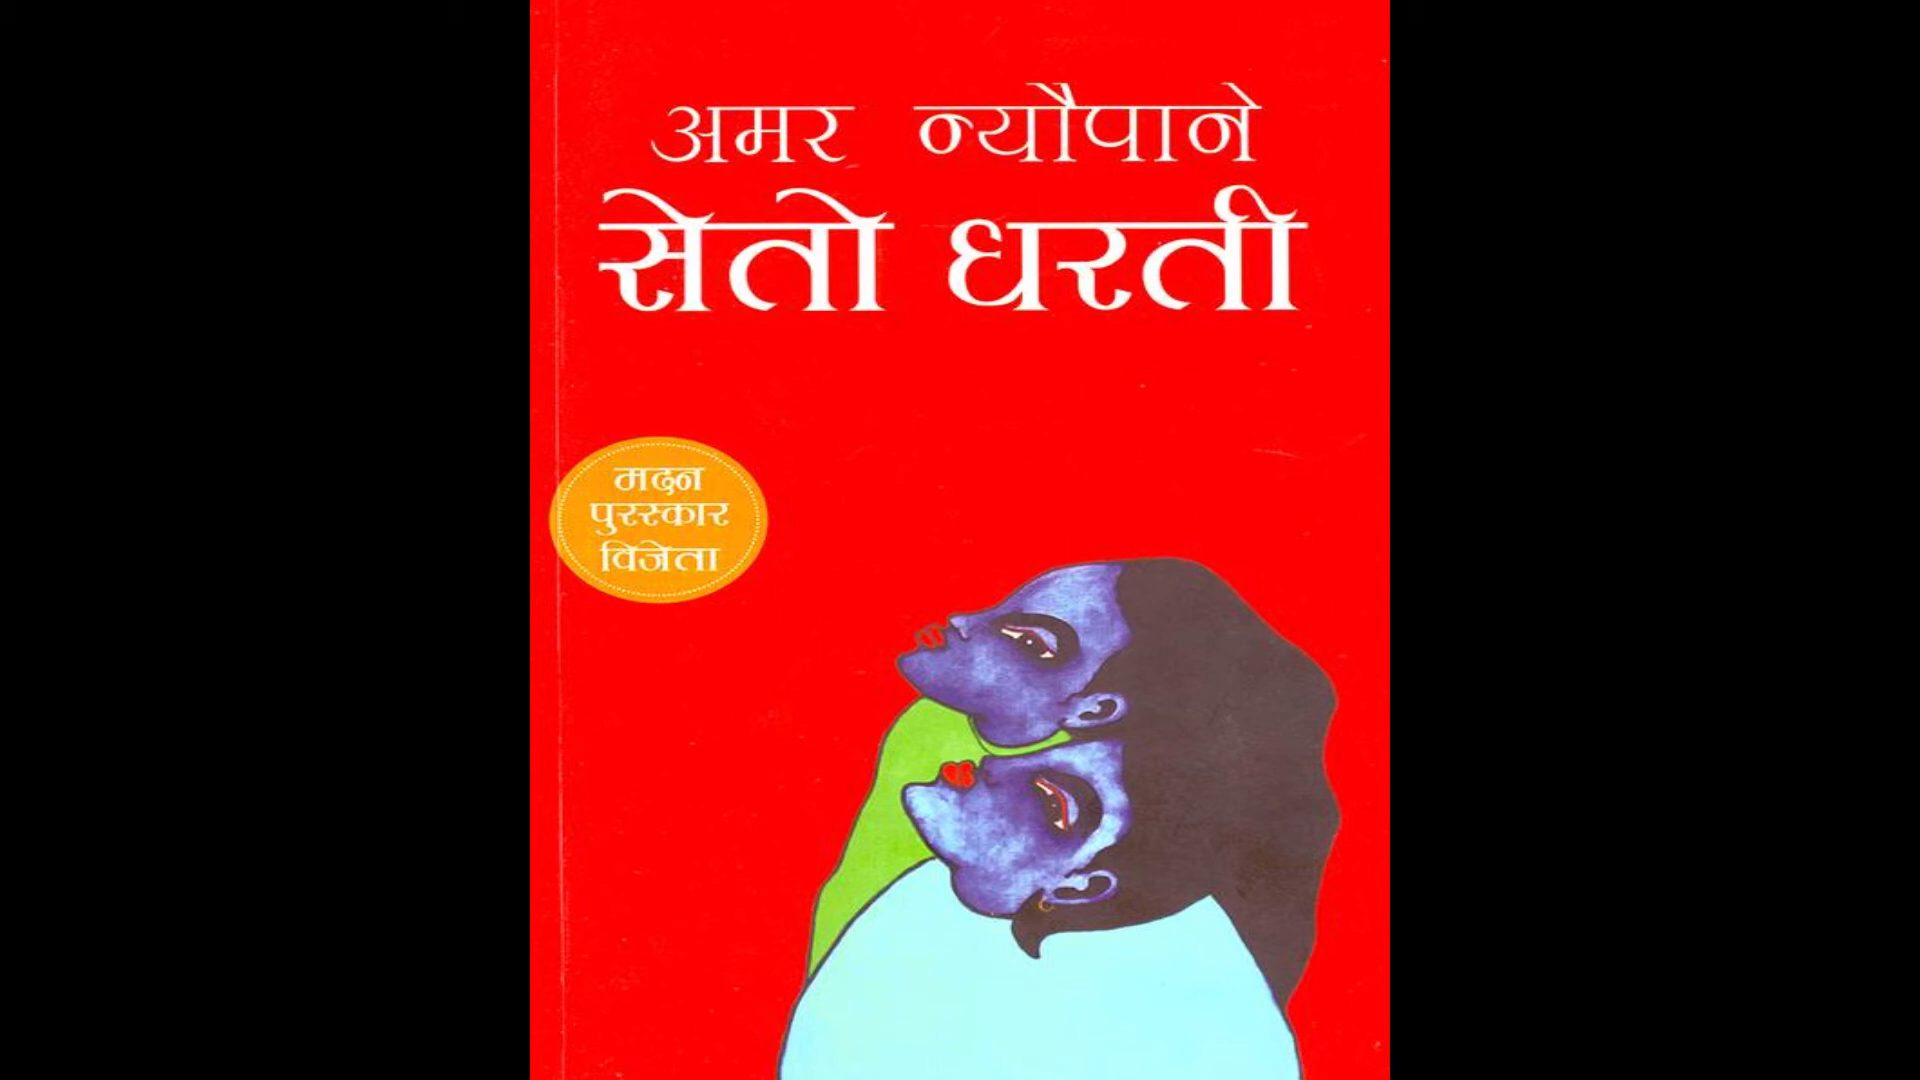 अमर न्यौपाने
सेतो धरती
मदन
पुरस्कार
विजेता